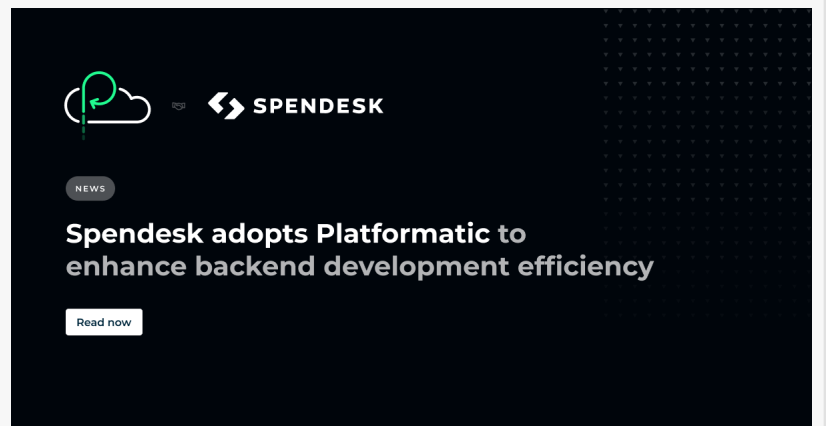 SPENDESK
NEWS
Spendesk adopts Platformatic to
enhance backend development efficiency
Read now